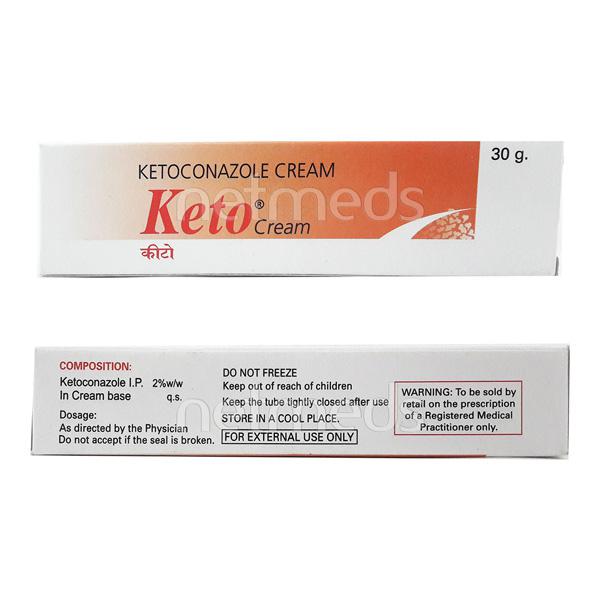 KETOCONAZOLE CREAM
30 g.
Keto® Cream
कीटो
netmeds
COMPOSITION:
Ketoconazole I.P. 2%w/w
In Cream base q.s.
Dosage:
As directed by the Physician
Do not accept if the seal is broken.
DO NOT FREEZE
Keep out of reach of children
Keep the tube tightly closed after use
STORE IN A COOL PLACE.
FOR EXTERNAL USE ONLY
WARNING: To be sold by
retail on the prescription
of a Registered Medical
Practitioner only.
netmeds